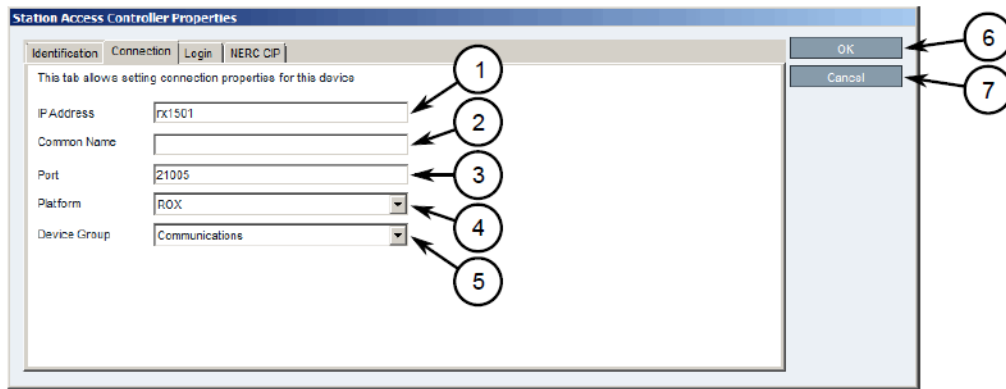 Station Access Controller Properties
Identification Connection Login NERC CIP
This tab allows setting connection properties for this device
IP Address rx1501
Common Name
Port 21005
Platform ROX
Device Group Communications
OK
Cancel
1
2
3
4
5
6
7